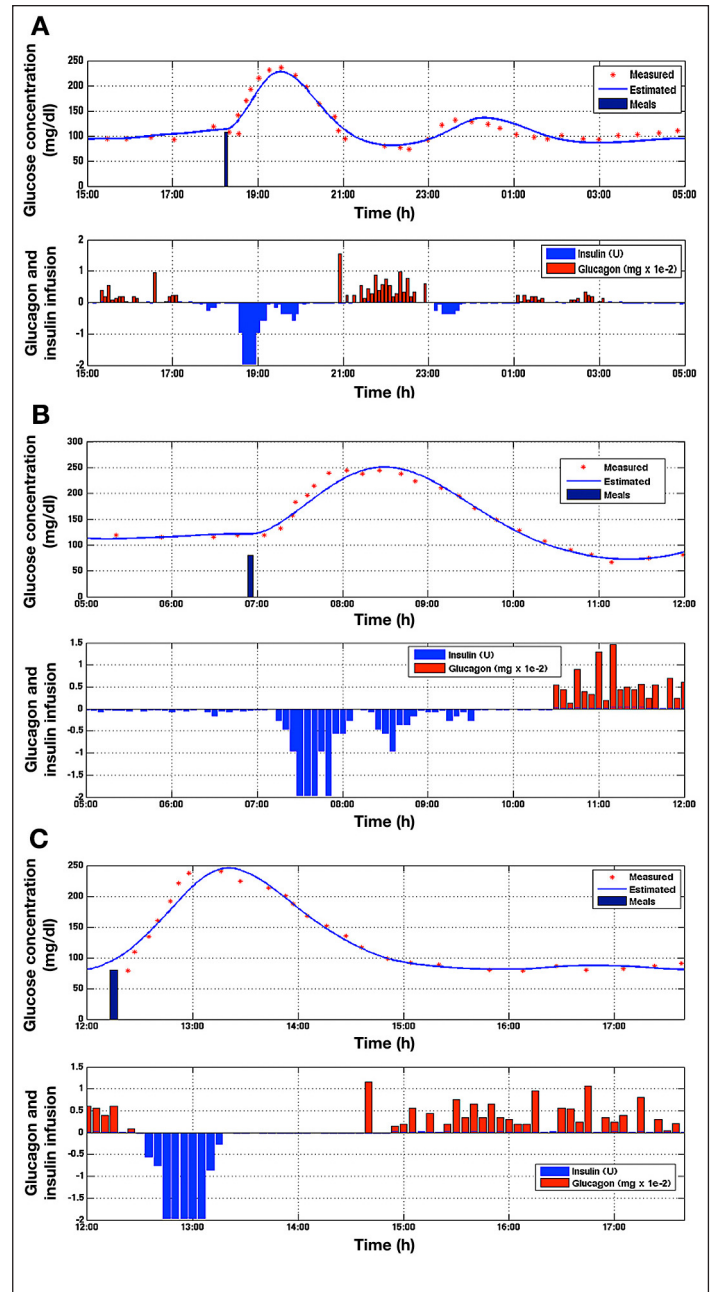 A
Glucose concentration
(mg/dl)
250
200
150
100
50
0
Measured
Estimated
Meals
15:00 17:00 19:00 21:00 23:00 01:00 03:00 05:00
Time (h)
Glucagon and
insulin infusion
2
1
0
-1
-2
Insulin (U)
Glucagon (mg x 1e-2)
15:00 17:00 19:00 21:00 23:00 01:00 03:00 05:00
Time (h)
B
Glucose concentration
(mg/dl)
300
250
200
150
100
50
0
Measured
Estimated
Meals
05:00 06:00 07:00 08:00 09:00 10:00 11:00 12:00
Time (h)
Glucagon and
insulin infusion
1.5
1
0.5
0
-0.5
-1
-1.5
-2
Insulin (U)
Glucagon (mg x 1e-2)
05:00 06:00 07:00 08:00 09:00 10:00 11:00 12:00
Time (h)
C
Glucose concentration
(mg/dl)
250
200
150
100
50
0
Measured
Estimated
Meals
12:00 13:00 14:00 15:00 16:00 17:00
Time (h)
Glucagon and
insulin infusion
1.5
1
0.5
0
-0.5
-1
-1.5
-2
Insulin (U)
Glucagon (mg x 1e-2)
12:00 13:00 14:00 15:00 16:00 17:00
Time (h)